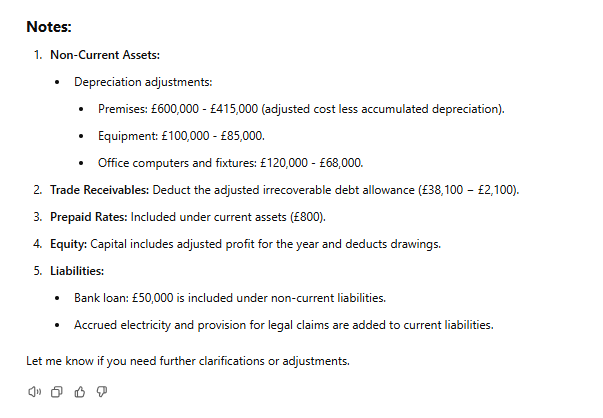 Notes:
1. Non-Current Assets:
• Depreciation adjustments:
• Premises: £600,000 - £415,000 (adjusted cost less accumulated depreciation).
• Equipment: £100,000 - £85,000.
• Office computers and fixtures: £120,000 - £68,000.
2. Trade Receivables: Deduct the adjusted irrecoverable debt allowance (£38,100 − £2,100).
3. Prepaid Rates: Included under current assets (£800).
4. Equity: Capital includes adjusted profit for the year and deducts drawings.
5. Liabilities:
• Bank loan: £50,000 is included under non-current liabilities.
• Accrued electricity and provision for legal claims are added to current liabilities.
Let me know if you need further clarifications or adjustments.